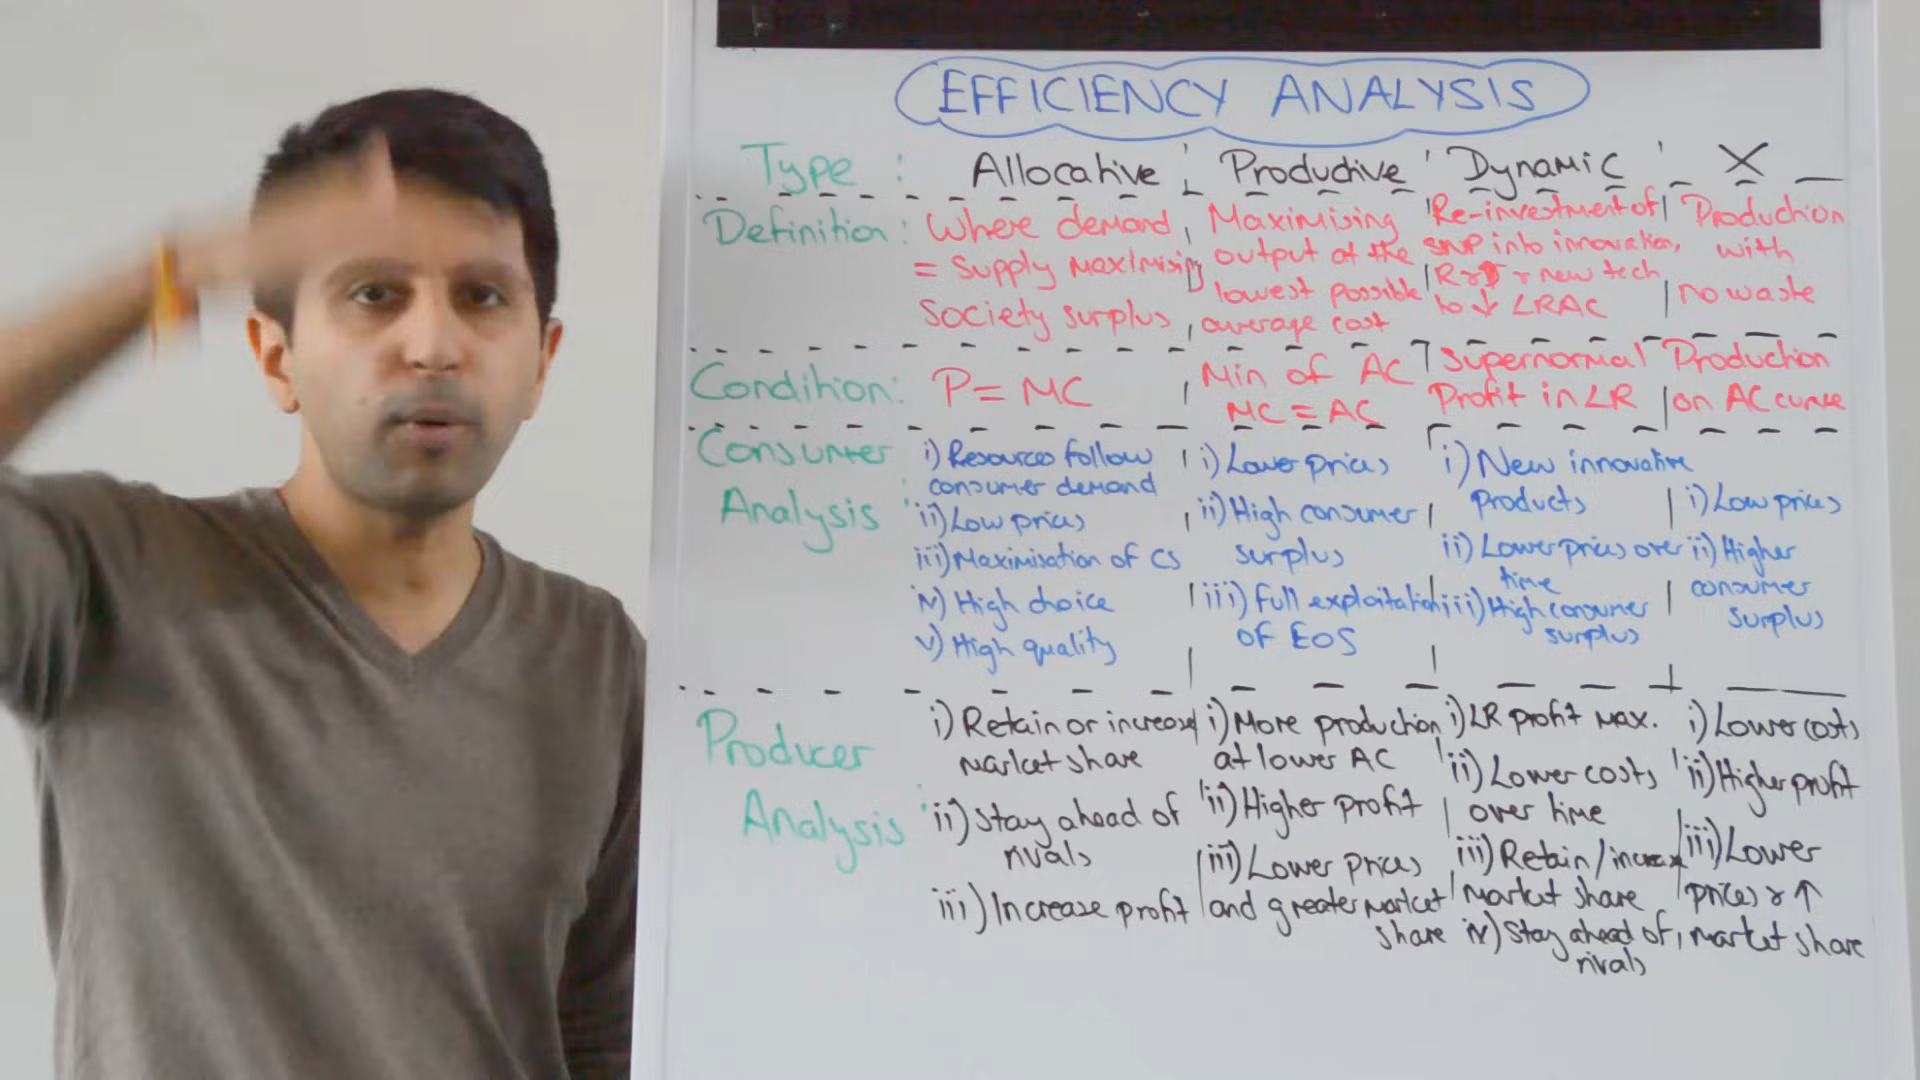 EFFICIENCY ANALYSIS
Type : Allocative Productive Dynamic X
Definition : Where demand = Supply maximising Society surplus
Maximising output at the lowest possible average cost
Re-investment of SNP into innovation, R&D & new tech to ↓ LRAC
Production with no waste
Condition : P = MC
Min of AC MC = AC
Supernormal Profit in LR
Production on AC curve
Consumer Analysis :
i) Resources follow consumer demand
ii) Low prices
iii) Maximisation of CS
iv) High choice
v) High quality
i) Lower prices
ii) High consumer surplus
iii) Full exploitation of EOS
i) New innovative products
ii) Lower prices over time
iii) High consumer surplus
i) Low prices
ii) Higher consumer surplus
Producer Analysis :
i) Retain or increase market share
ii) Stay ahead of rivals
iii) Increase profit
i) More production at lower AC
ii) Higher profit
iii) Lower prices and greater market share
i) LR profit max.
ii) Lower costs over time
iii) Retain/increase market share
iv) Stay ahead of rivals
i) Lower costs
ii) Higher profit
iii) Lower prices & ↑ market share